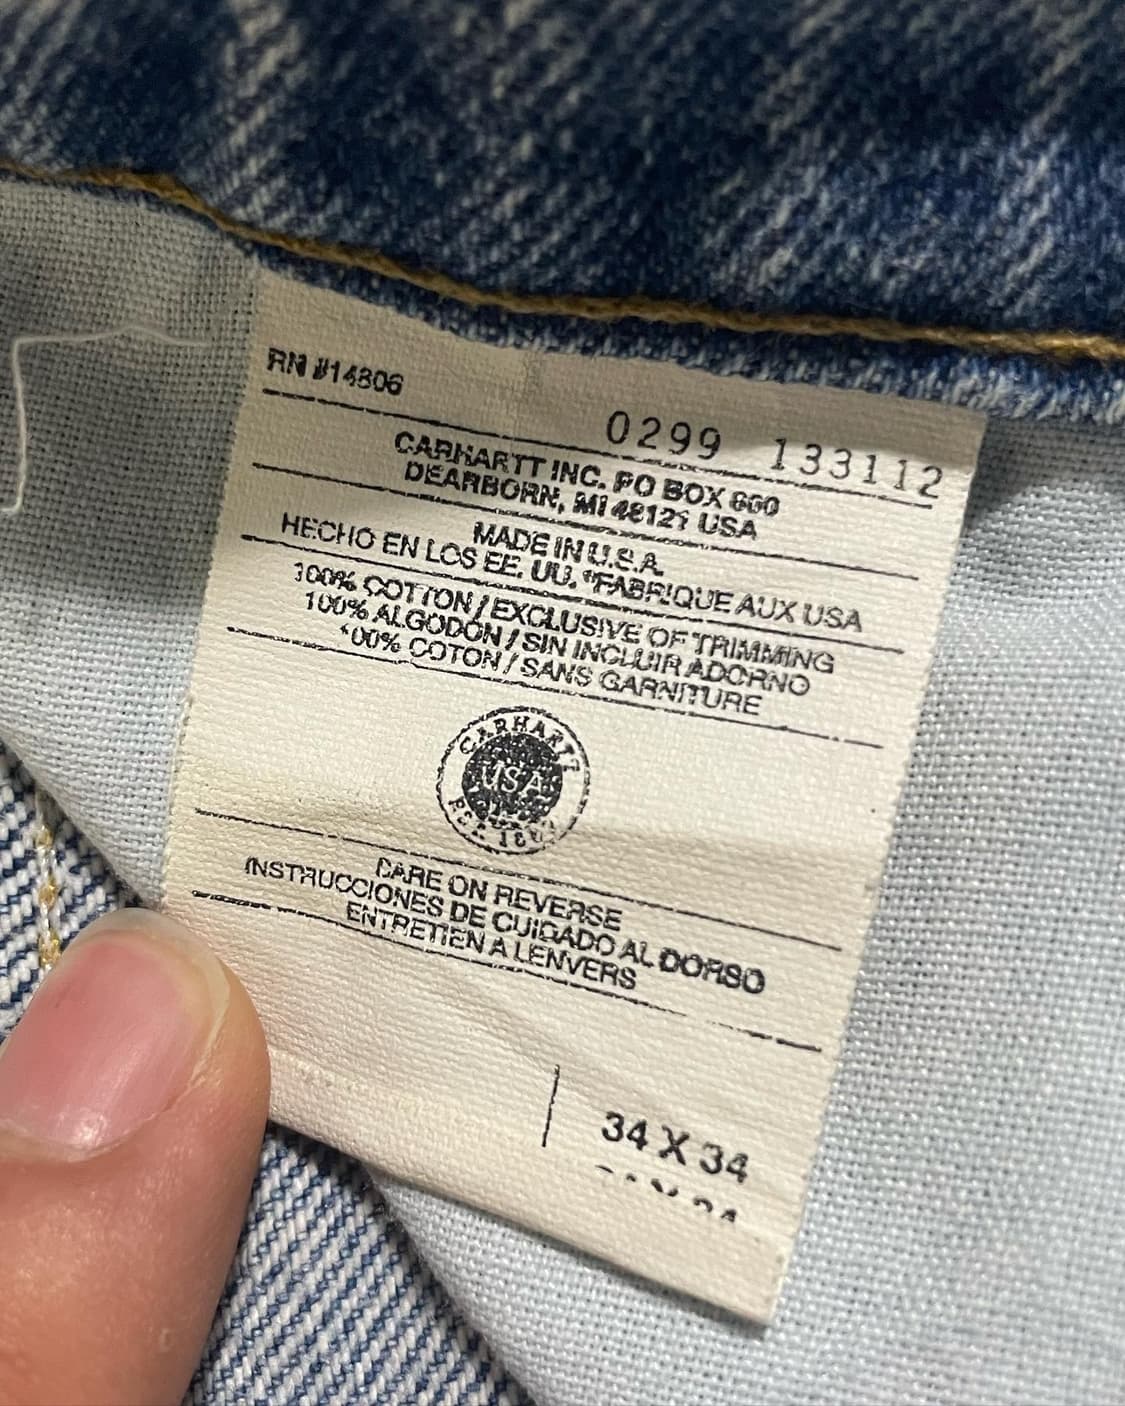 RN #14806
0299 133112
CARHARTT INC. PO BOX 600
DEARBORN, MI 48121 USA
MADE IN U.S.A.
HECHO EN LOS EE. UU. *FABRIQUE AUX USA
100% COTTON / EXCLUSIVE OF TRIMMING
100% ALGODÓN / SIN INCLUIR ADORNO
100% COTON / SANS GARNITURE
CARHARTT
USA
CARE ON REVERSE
INSTRUCCIONES DE CUIDADO AL DORSO
ENTRETIEN A LENVERS
34 X 34